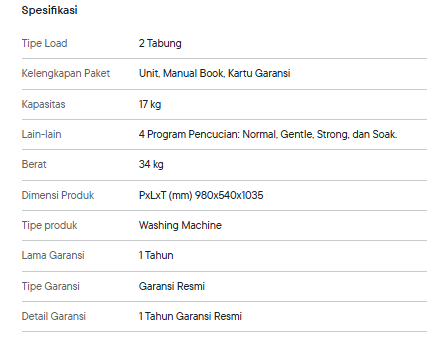 Spesifikasi
Tipe Load 2 Tabung
Kelengkapan Paket Unit, Manual Book, Kartu Garansi
Kapasitas 17 kg
Lain-lain 4 Program Pencucian: Normal, Gentle, Strong, dan Soak.
Berat 34 kg
Dimensi Produk PxLxT (mm) 980x540x1035
Tipe produk Washing Machine
Lama Garansi 1 Tahun
Tipe Garansi Garansi Resmi
Detail Garansi 1 Tahun Garansi Resmi